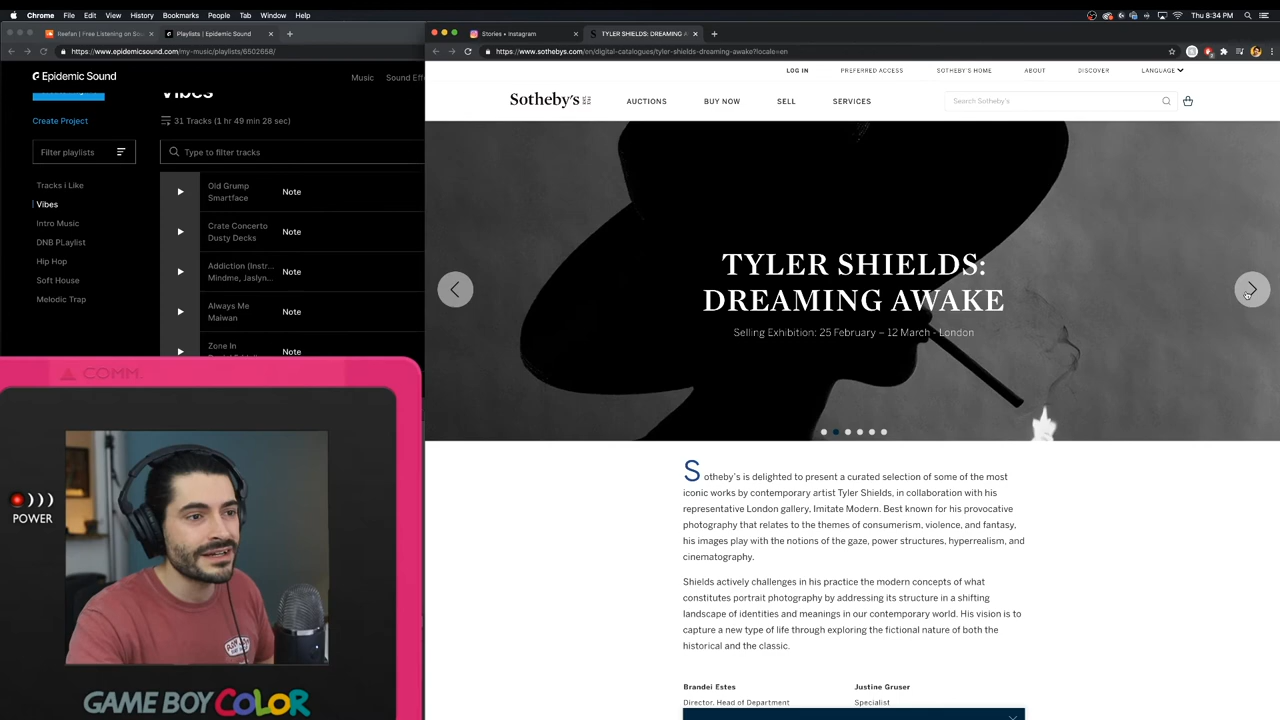 Chrome File Edit View History Bookmarks People Tab Window Help
Thu 8:34 PM
Reefan | Free Listening on So
Playlists | Epidemic Sound
https://www.epidemicsound.com/my-music/playlists/6502658/
Epidemic Sound
Music Sound Eff
Vibes
Create Project
31 Tracks (1 hr 49 min 28 sec)
Filter playlists
Type to filter tracks
Tracks i Like
Vibes
Intro Music
DNB PLaylist
Hip Hop
Soft House
Melodic Trap
Old Grump
Smartface
Note
Crate Concerto
Dusty Decks
Note
Addiction (Instr...
Mindme, Jaslyn...
Note
Always Me
Maiwan
Note
Zone In
Note
COMM.
POWER
GAME BOY COLOR
Stories • Instagram
TYLER SHIELDS: DREAMING A
https://www.sothebys.com/en/digital-catalogues/tyler-shields-dreaming-awake?locale=en
LOG IN PREFERRED ACCESS SOTHEBY'S HOME ABOUT DISCOVER LANGUAGE
Sotheby's
AUCTIONS BUY NOW SELL SERVICES
Search Sotheby's
TYLER SHIELDS:
DREAMING AWAKE
Selling Exhibition: 25 February – 12 March - London
Sotheby's is delighted to present a curated selection of some of the most
iconic works by contemporary artist Tyler Shields, in collaboration with his
representative London gallery, Imitate Modern. Best known for his provocative
photography that relates to the themes of consumerism, violence, and fantasy,
his images play with the notions of the gaze, power structures, hyperrealism, and
cinematography.
Shields actively challenges in his practice the modern concepts of what
constitutes portrait photography by addressing its structure in a shifting
landscape of identities and meanings in our contemporary world. His vision is to
capture a new type of life through exploring the fictional nature of both the
historical and the classic.
Brandei Estes
Director, Head of Department
Justine Gruser
Specialist